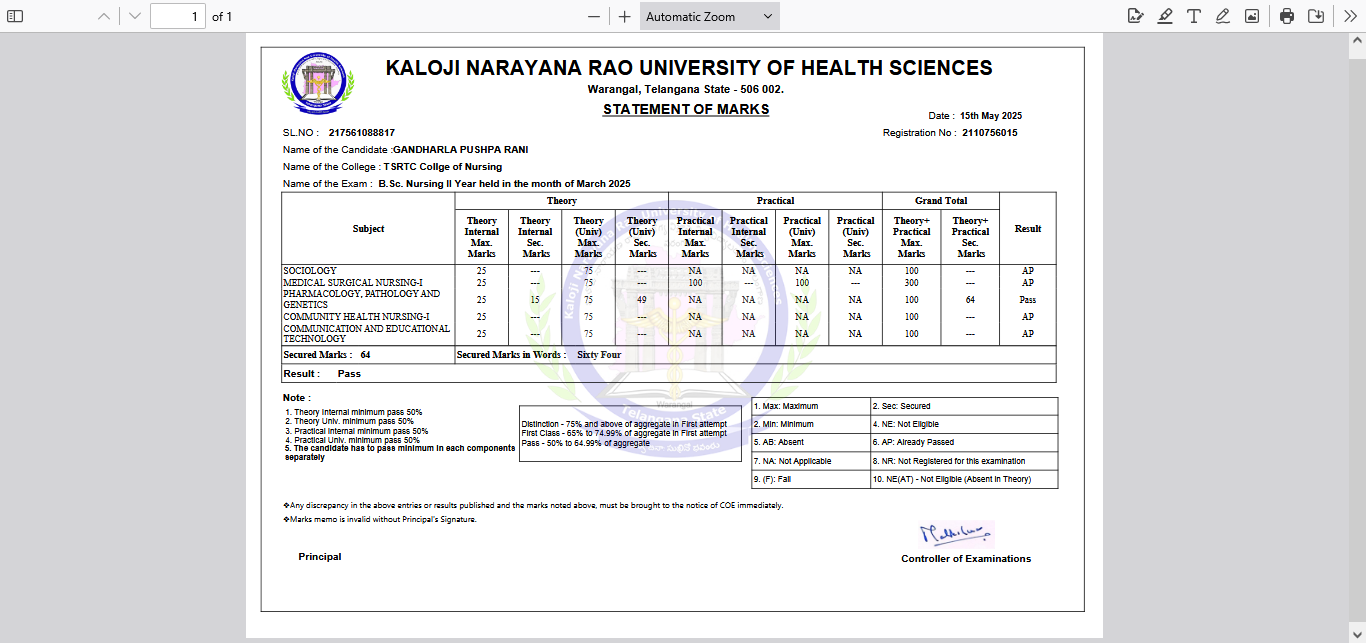 1 of 1
Automatic Zoom
KALOJI NARAYANA RAO UNIVERSITY OF HEALTH SCIENCES
Warangal, Telangana State - 506 002.
STATEMENT OF MARKS
Date : 15th May 2025
SL.NO : 217561088817
Registration No : 2110756015
Name of the Candidate :GANDHARLA PUSHPA RANI
Name of the College : TSRTC Collge of Nursing
Name of the Exam : B.Sc. Nursing II Year held in the month of March 2025
Subject Theory Practical Grand Total Result
Theory Internal Max. Marks Theory Internal Sec. Marks Theory (Univ) Max. Marks Theory (Univ) Sec. Marks Practical Internal Max. Marks Practical Internal Sec. Marks Practical (Univ) Max. Marks Practical (Univ) Sec. Marks Theory+ Practical Max. Marks Theory+ Practical Sec. Marks
SOCIOLOGY 25 --- 75 --- NA NA NA NA 100 --- AP
MEDICAL SURGICAL NURSING-I 25 --- 75 --- 100 --- 100 --- 300 --- AP
PHARMACOLOGY, PATHOLOGY AND
GENETICS 25 15 75 49 NA NA NA NA 100 64 Pass
COMMUNITY HEALTH NURSING-I 25 --- 75 --- NA NA NA NA 100 --- AP
COMMUNICATION AND EDUCATIONAL
TECHNOLOGY 25 --- 75 --- NA NA NA NA 100 --- AP
Secured Marks : 64 Secured Marks in Words : Sixty Four
Result : Pass
Note :
1. Theory Internal minimum pass 50%
2. Theory Univ. minimum pass 50%
3. Practical Internal minimum pass 50%
4. Practical Univ. minimum pass 50%
5. The candidate has to pass minimum in each components
separately
Distinction - 75% and above of aggregate in First attempt
First Class - 65% to 74.99% of aggregate in First attempt
Pass - 50% to 64.99% of aggregate
1. Max: Maximum 2. Sec: Secured
2. Min: Minimum 4. NE: Not Eligible
5. AB: Absent 6. AP: Already Passed
7. NA: Not Applicable 8. NR: Not Registered for this examination
9. (F): Fail 10. NE(AT) - Not Eligible (Absent in Theory)
❖Any discrepancy in the above entries or results published and the marks noted above, must be brought to the notice of COE immediately.
❖Marks memo is invalid without Principal's Signature.
Principal
Controller of Examinations
Kaloji Narayana Rao University of Health Sciences
Warangal
Telangana State